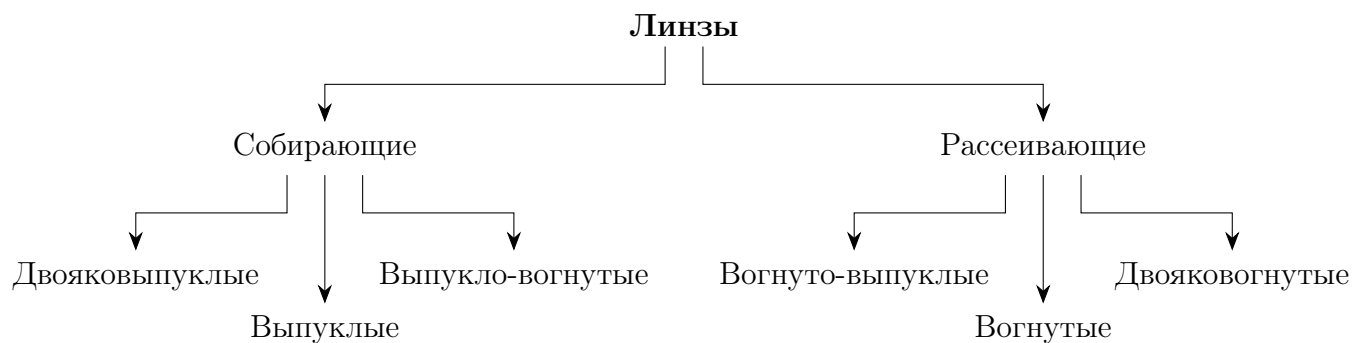 Линзы
Собирающие
Рассеивающие
Двояковыпуклые
Выпукло-вогнутые
Вогнуто-выпуклые
Двояковогнутые
Выпуклые
Вогнутые